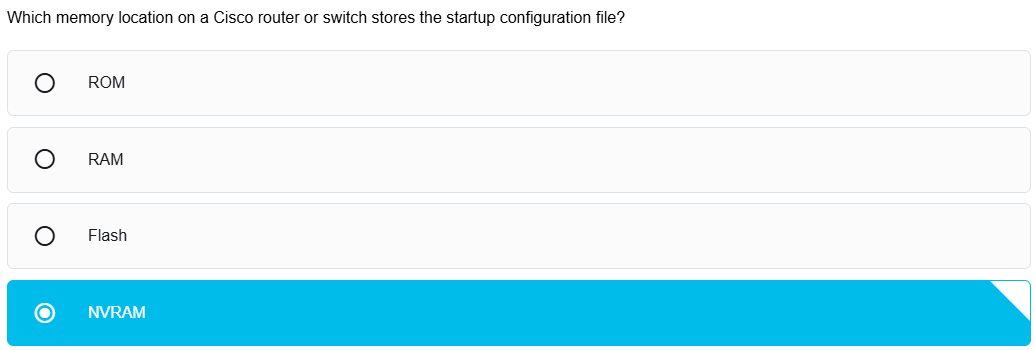 Which memory location on a Cisco router or switch stores the startup configuration file?
ROM
RAM
Flash
NVRAM